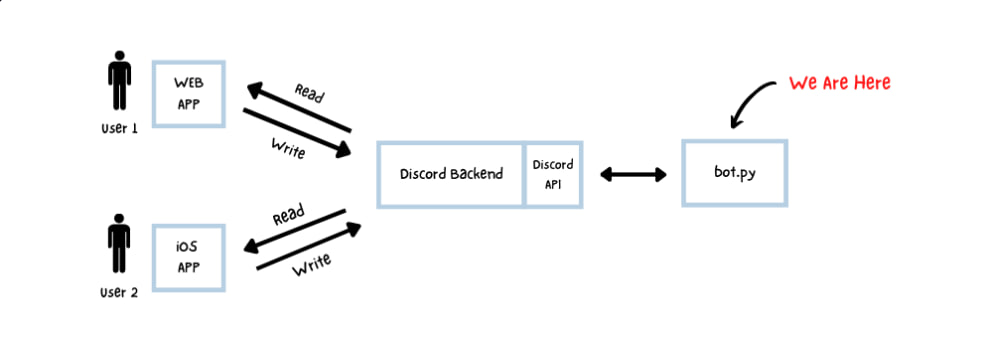 We Are Here
WEB
APP
User 1
Read
Write
Discord Backend
Discord
API
bot.py
Read
Write
iOS
APP
User 2